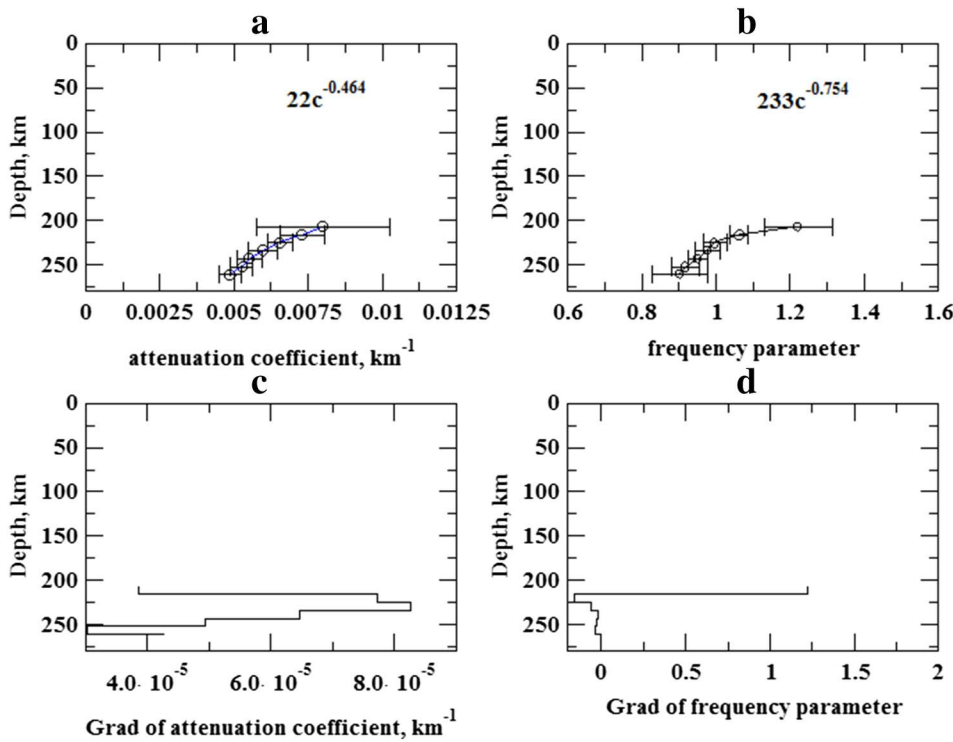 a
0
50
100
150
200
250
Depth, km
22c^-0.464
0 0.0025 0.005 0.0075 0.01 0.0125
attenuation coefficient, km^-1
b
0
50
100
150
200
250
Depth, km
233c^-0.754
0.6 0.8 1 1.2 1.4 1.6
frequency parameter
c
0
50
100
150
200
250
Depth, km
4.0· 10^-5 6.0· 10^-5 8.0· 10^-5
Grad of attenuation coefficient, km^-1
d
0
50
100
150
200
250
Depth, km
0 0.5 1 1.5 2
Grad of frequency parameter